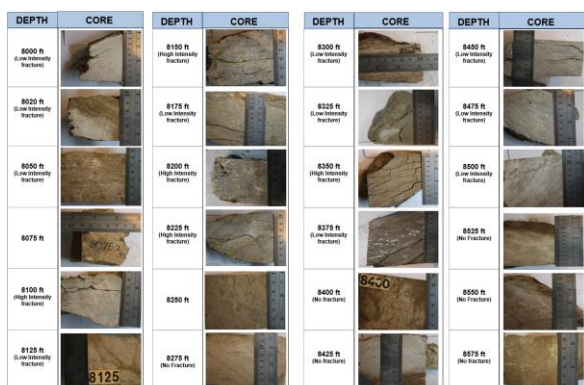 DEPTH CORE
8000 ft
(Low Intensity
fracture)
8020 ft
(Low Intensity
fracture)
8050 ft
(Low Intensity
fracture)
8075 ft
8100 ft
(High Intensity
fracture)
8125 ft
(Low Intensity
fracture)
8125
DEPTH CORE
8150 ft
(Hogh Intensity
fracture)
8175 ft
(Low Intensity
fracture)
8200 ft
(High Intensity
fracture)
8225 ft
(High Intensity
fracture)
8250 ft
8275 ft
(No Fracture)
DEPTH CORE
8300 ft
(Low Intensity
fracture)
8325 ft
(Low Intensity
fracture)
8350 ft
(High Intensity
fracture)
8375 ft
(Low Intensity
fracture)
8400 ft
(No fracture)
8400
8425 ft
(No fracture)
DEPTH CORE
8450 ft
(Low Intensity
fracture)
8475 ft
(Low Intensity
fracture)
8500 ft
(Low Intensity
fracture)
8525 ft
(No Fracture)
8550 ft
(No Fracture)
8575 ft
(No fracture)